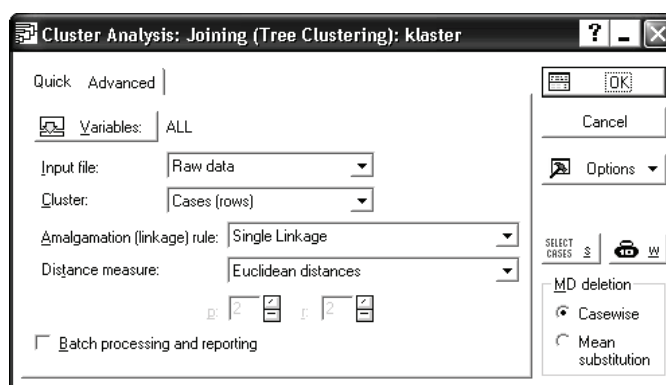 Cluster Analysis: Joining (Tree Clustering): klaster
?
Quick Advanced
OK
Variables: ALL
Cancel
Input file: Raw data
Options
Cluster: Cases (rows)
Amalgamation (linkage) rule: Single Linkage
SELECT CASES S W
Distance measure: Euclidean distances
MD deletion
p: 2 r: 2
Casewise
Batch processing and reporting
Mean
substitution